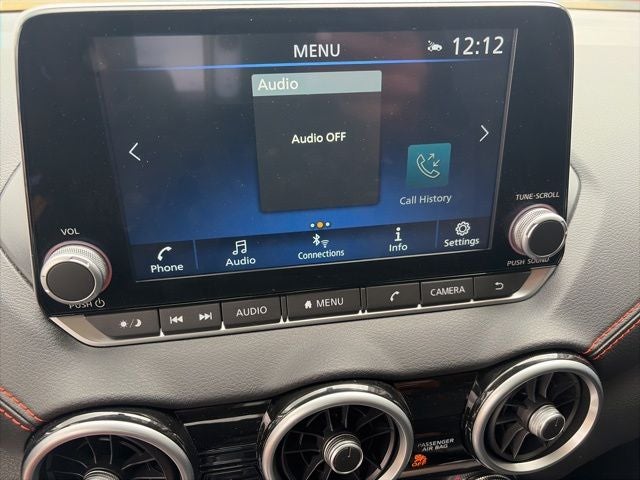 MENU
12:12
Audio
Audio OFF
Call History
TUNE·SCROLL
VOL
Phone
Audio
Connections
Info
Settings
PUSH
PUSH SOUND
AUDIO
MENU
CAMERA
PASSENGER
AIR BAG
OFF